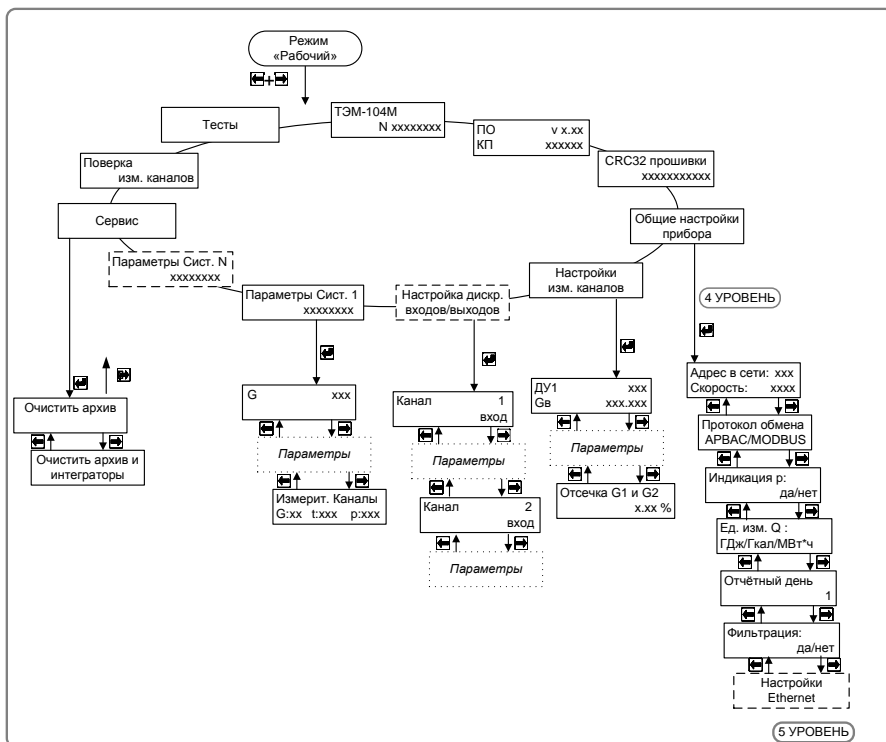 Режим
«Рабочий»
+
Тесты
ТЭМ-104М
N xxxxxxxx
ПО v x.xx
КП xxxxxx
CRC32 прошивки
xxxxxxxxxxx
Поверка
изм. каналов
Сервис
Общие настройки
прибора
Параметры Сист. N
xxxxxxxx
Параметры Сист. 1
xxxxxxxx
Настройка дискр.
входов/выходов
Настройки
изм. каналов
4 УРОВЕНЬ
Очистить архив
Очистить архив и
интеграторы
G xxx
Параметры
Измерит. Каналы
G:xx t:xxx p:xxx
Канал 1
вход
Параметры
Канал 2
вход
Параметры
ДУ1 xxx
Gв xxx.xxx
Параметры
Отсечка G1 и G2
x.xx %
Адрес в сети: xxx
Скорость: xxxx
Протокол обмена
АРВАС/MODBUS
Индикация р:
да/нет
Ед. изм. Q :
ГДж/Гкал/МВт*ч
Отчётный день
1
Фильтрация:
да/нет
Настройки
Ethernet
5 УРОВЕНЬ